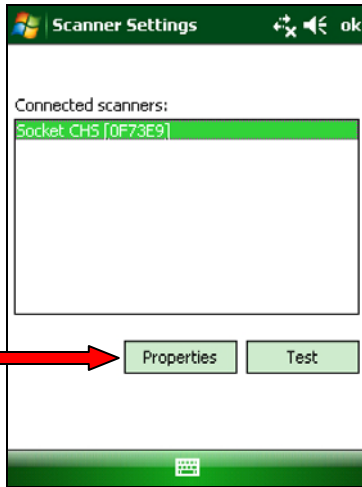 Scanner Settings ok
Connected scanners:
Socket CHS [0F73E9]
Properties Test